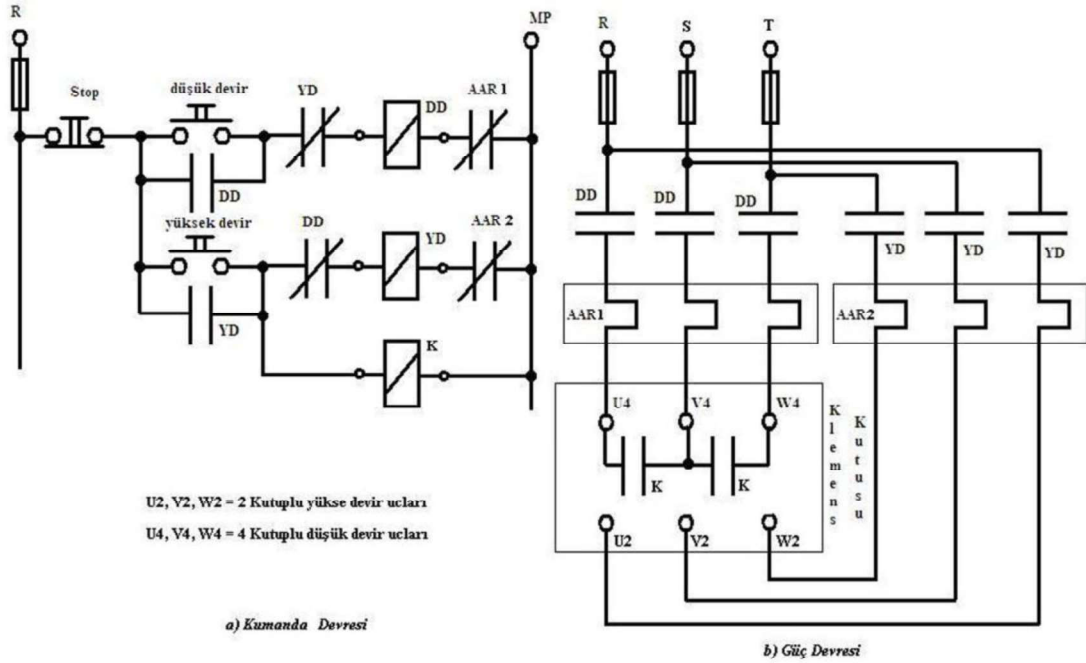 R
MP
Stop
düşük devir
YD
DD
AAR 1
DD
yüksek devir
DD
YD
AAR 2
YD
K
U2, V2, W2 = 2 Kutuplu yükse devir ucları
U4, V4, W4 = 4 Kutuplu düşük devir ucları
a) Kumanda Devresi
R
S
T
DD
DD
DD
YD
YD
YD
AAR1
AAR2
U4
V4
W4
K
K
U2
V2
W2
Klemens
Kutusu
b) Güç Devresi